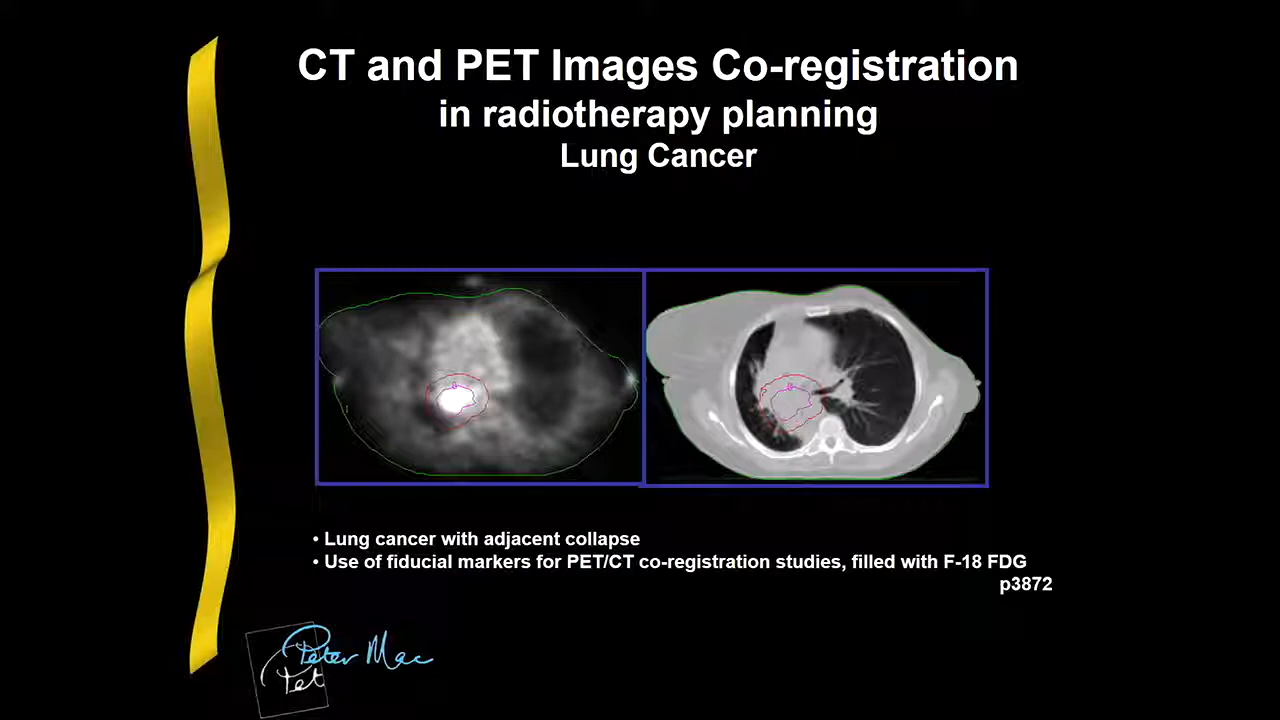 CT and PET Images Co-registration
in radiotherapy planning
Lung Cancer
• Lung cancer with adjacent collapse
• Use of fiducial markers for PET/CT co-registration studies, filled with F-18 FDG
p3872
Peter Mac
Pet